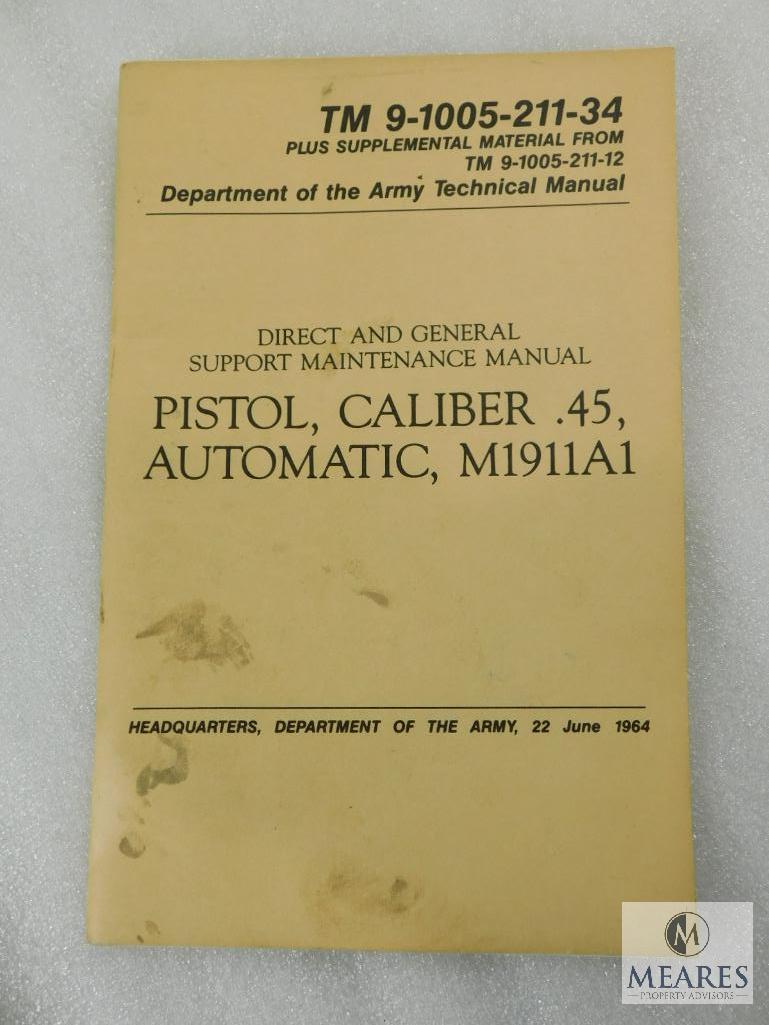 TM 9-1005-211-34
PLUS SUPPLEMENTAL MATERIAL FROM
TM 9-1005-211-12
Department of the Army Technical Manual
DIRECT AND GENERAL
SUPPORT MAINTENANCE MANUAL
PISTOL, CALIBER .45,
AUTOMATIC, M1911A1
HEADQUARTERS, DEPARTMENT OF THE ARMY, 22 June 1964
M
MEARES
PROPERTY ADVISORS